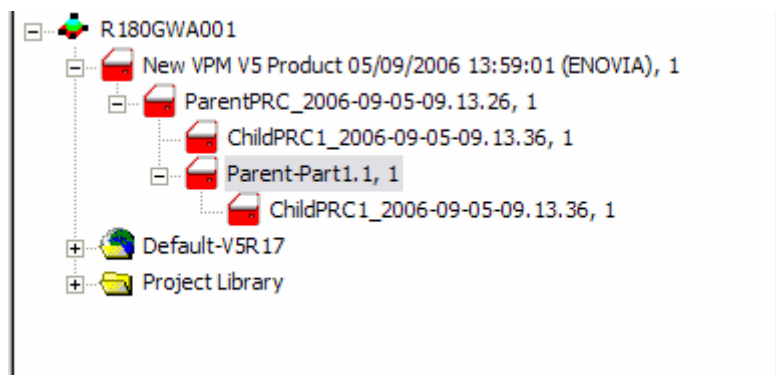 R180GWA001
New VPM V5 Product 05/09/2006 13:59:01 (ENOVIA), 1
ParentPRC_2006-09-05-09.13.26, 1
ChildPRC1_2006-09-05-09.13.36, 1
Parent-Part1.1, 1
ChildPRC1_2006-09-05-09.13.36, 1
Default-V5R17
Project Library